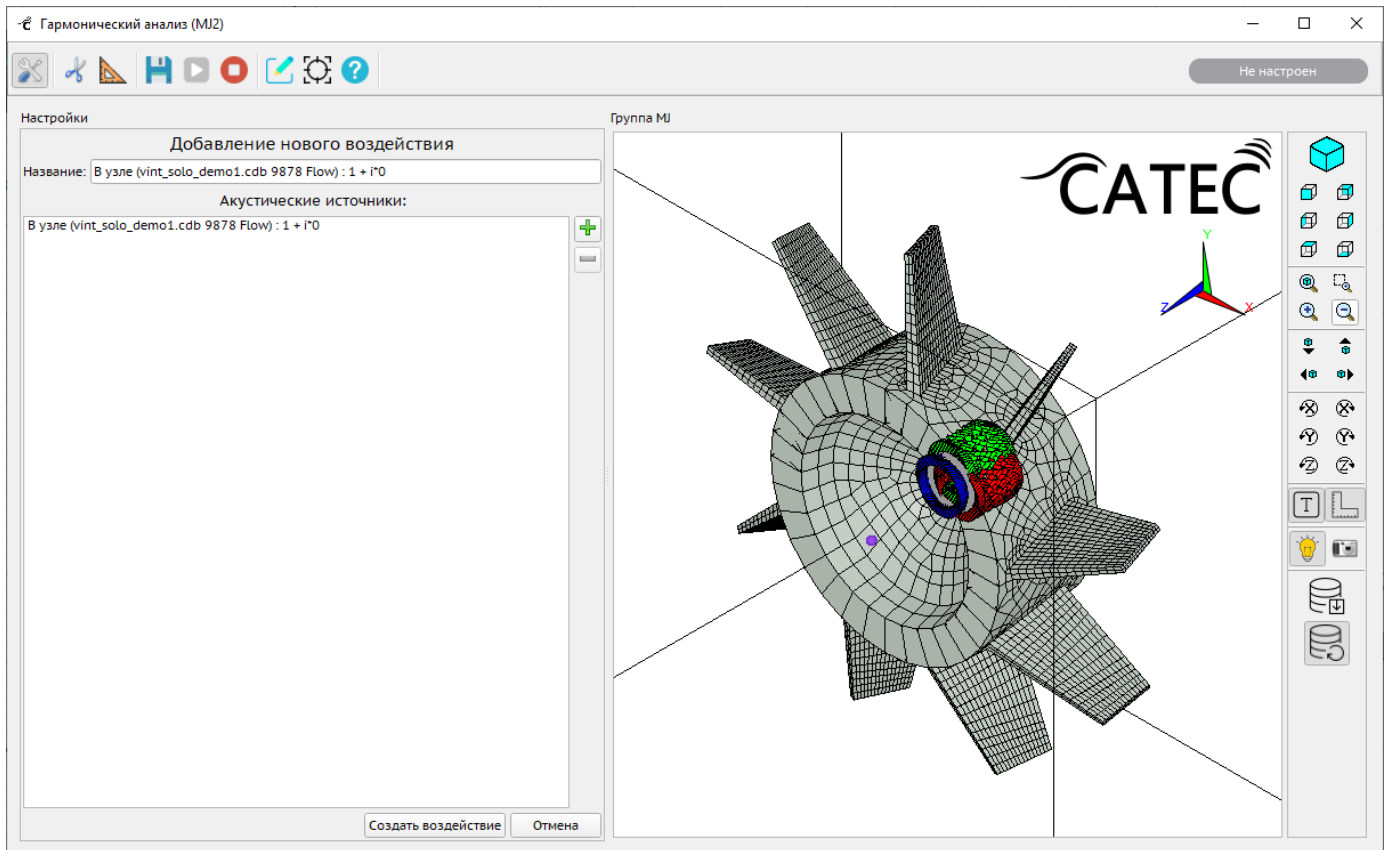 Гармонический анализ (MJ2)
Не настроен
Настройки
Группа MJ
Добавление нового воздействия
Название: В узле (vint_solo_demo1.cdb 9878 Flow) : 1 + i*0
Акустические источники:
В узле (vint_solo_demo1.cdb 9878 Flow) : 1 + i*0
Создать воздействие
Отмена
CATEC
Y
Z
X
X X
Y Y
Z Z
T